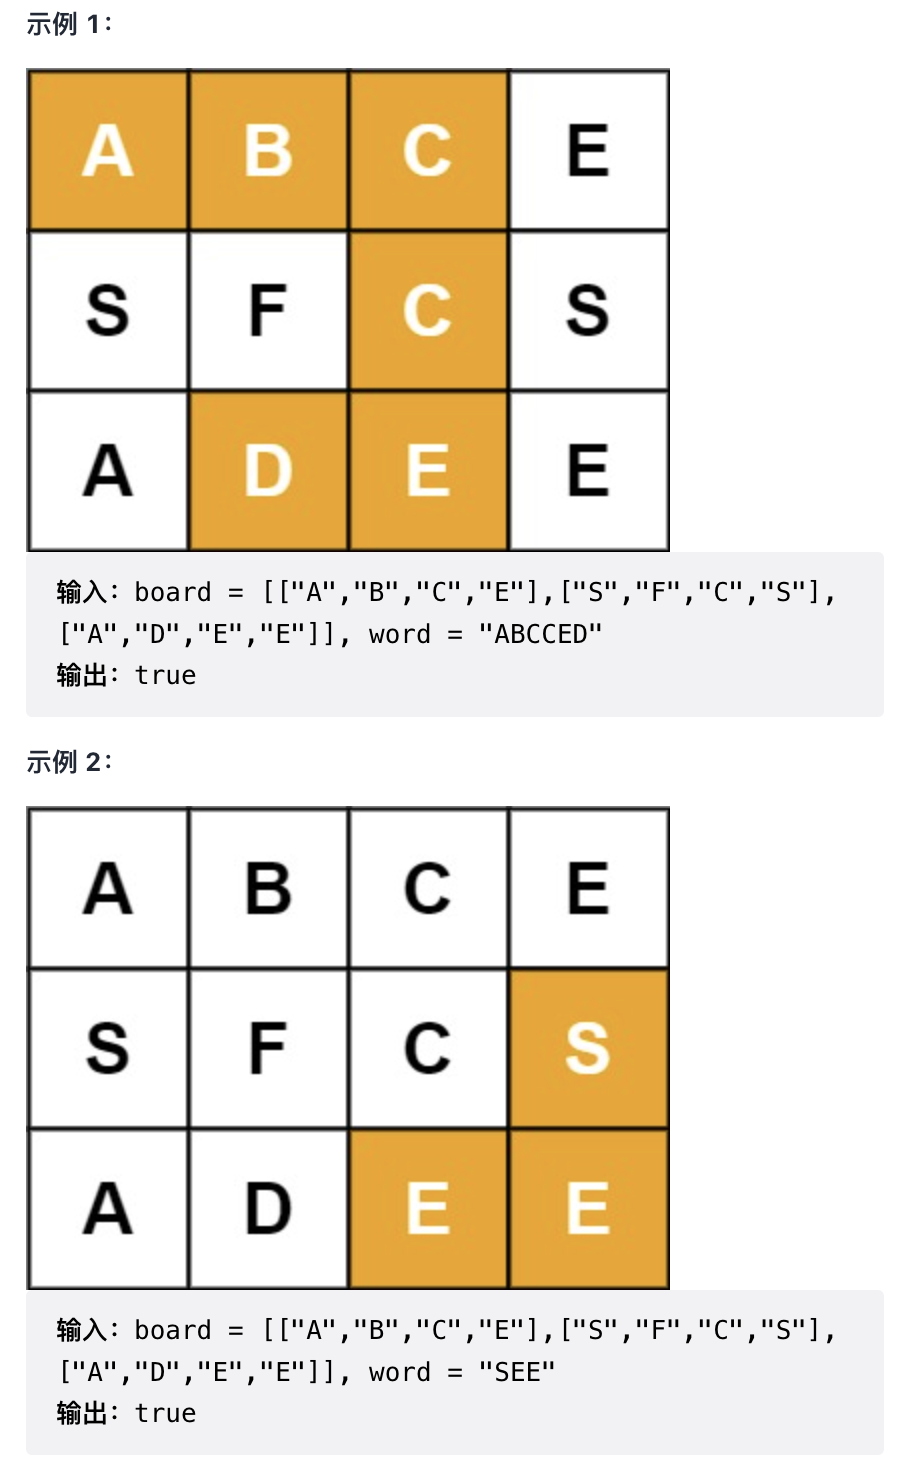 示例 1：
A B C E
S F C S
A D E E
输入：board = [["A","B","C","E"],["S","F","C","S"],
["A","D","E","E"]], word = "ABCCED"
输出：true
示例 2：
A B C E
S F C S
A D E E
输入：board = [["A","B","C","E"],["S","F","C","S"],
["A","D","E","E"]], word = "SEE"
输出：true